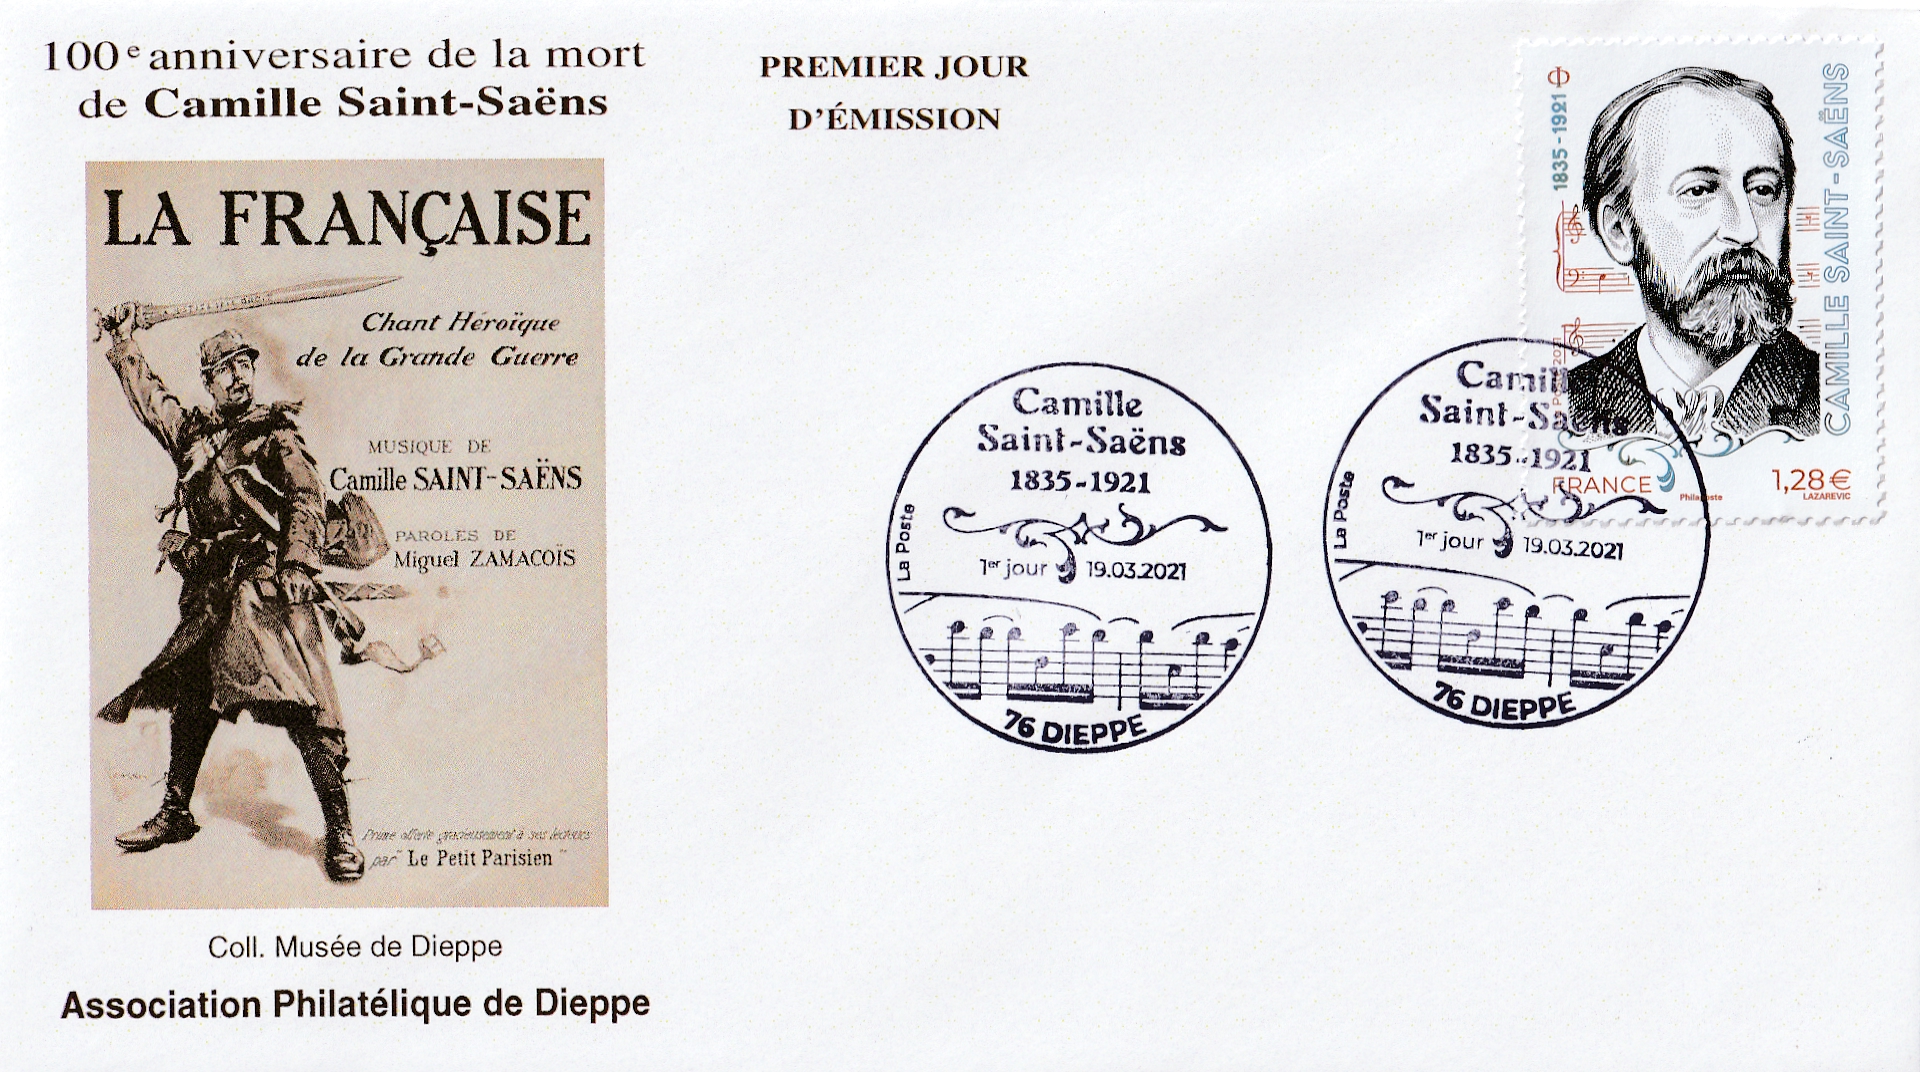 100e anniversaire de la mort
de Camille Saint-Saëns
PREMIER JOUR
D'ÉMISSION
LA FRANÇAISE
Chant Héroïque
de la Grande Guerre
MUSIQUE DE
Camille SAINT-SAËNS
PAROLES DE
Miguel ZAMACOÏS
Prime offerte gracieusement à ses lecteurs
par "Le Petit Parisien"
Coll. Musée de Dieppe
Association Philatélique de Dieppe
Camille
Saint-Saëns
1835-1921
La Poste
1er jour 19.03.2021
76 DIEPPE
Camille
Saint-Saëns
1835-1921
La Poste
1er jour 19.03.2021
76 DIEPPE
1835-1921
CAMILLE SAINT-SAËNS
FRANCE
1,28 €
Philaposte
LAZAREVIC